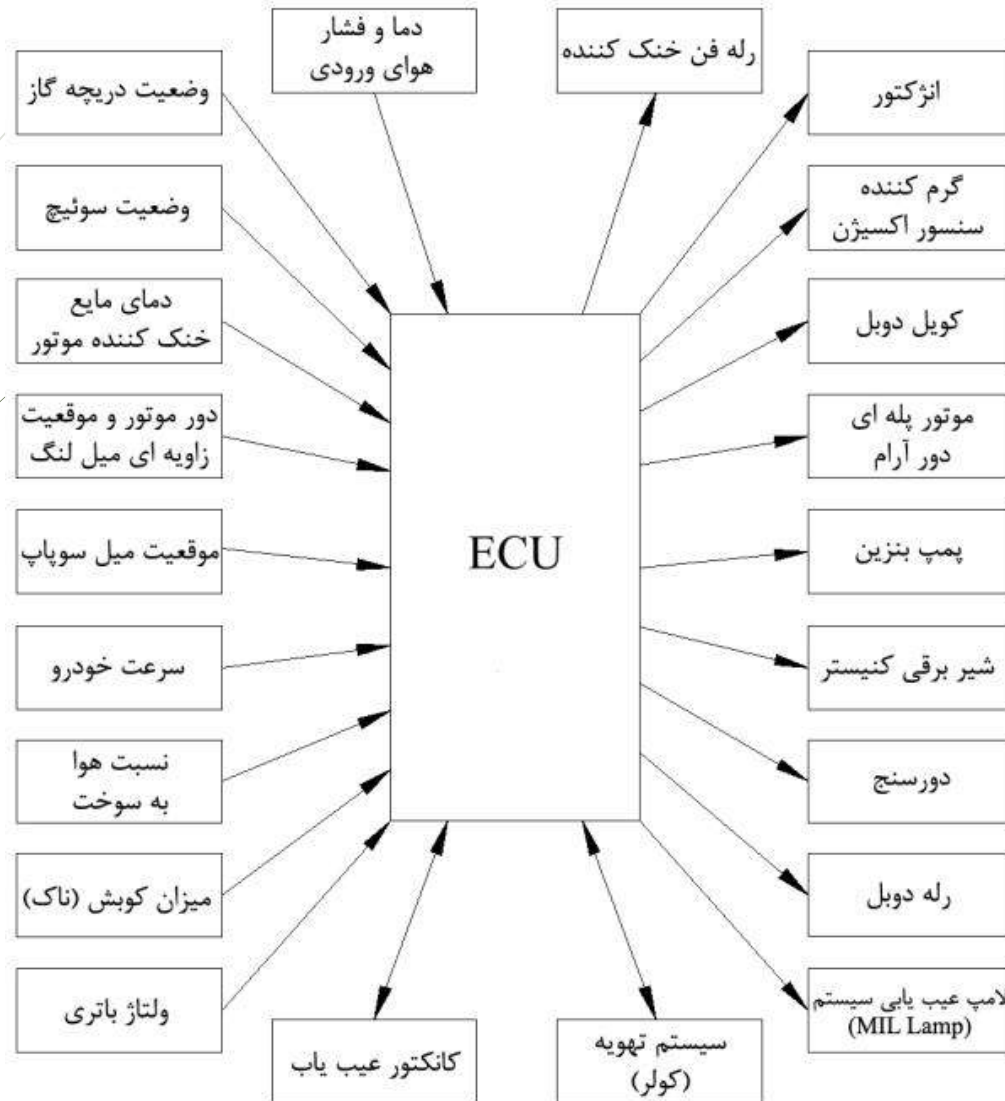 دما و فشار
هوای ورودی
رله فن خنک کننده
وضعیت دریچه گاز
انژکتور
وضعیت سوئیچ
گرم کننده
سنسور اکسیژن
دمای مایع
خنک کننده موتور
کویل دوبل
دور موتور و موقعیت
زاویه ای میل لنگ
موتور پله ای
دور آرام
ECU
موقعیت میل سوپاپ
پمپ بنزین
سرعت خودرو
شیر برقی کنیستر
نسبت هوا
به سوخت
دورسنج
میزان کوبش (ناک)
رله دوبل
ولتاژ باتری
لامپ عیب یابی سیستم
(MIL Lamp)
کانکتور عیب یاب
سیستم تهویه
(کولر)